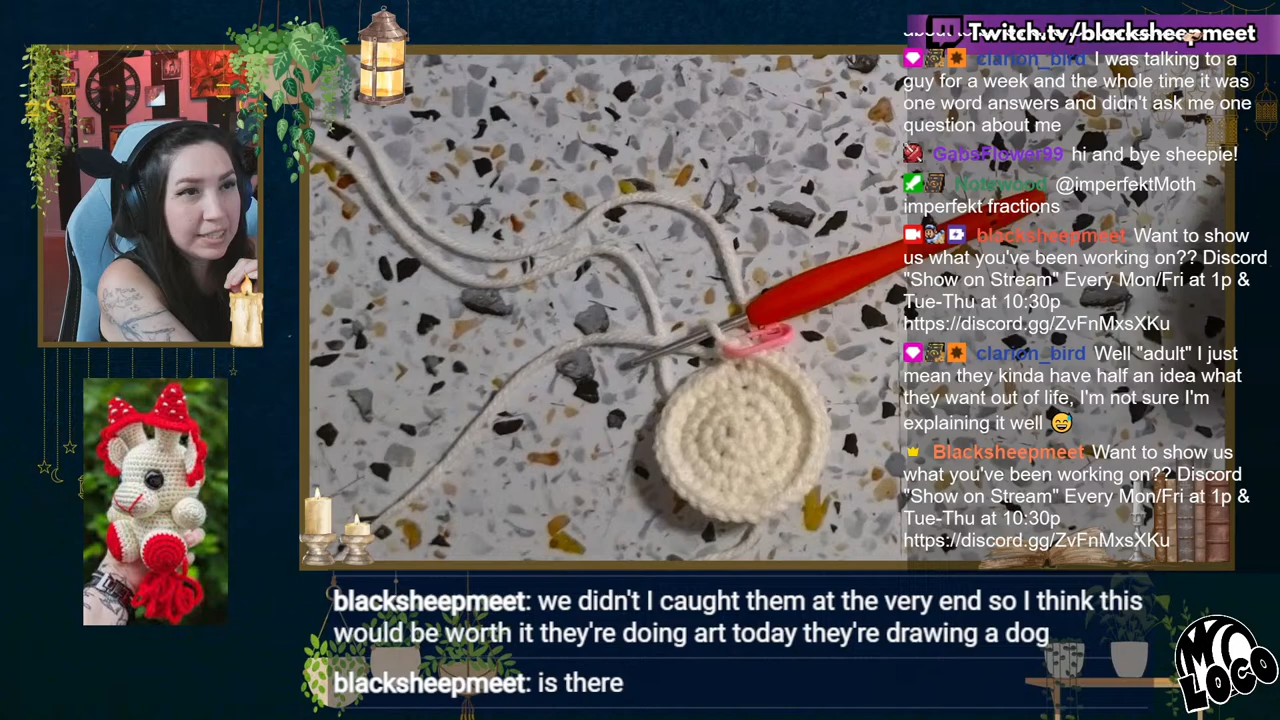 Twitch.tv/blacksheepmeet
clarion_bird I was talking to a
guy for a week and the whole time it was
one word answers and didn't ask me one
question about me
GabsFlower99 hi and bye sheepie!
Notewood @imperfektMoth
imperfekt fractions
blacksheepmeet Want to show
us what you've been working on?? Discord
"Show on Stream" Every Mon/Fri at 1p &
Tue-Thu at 10:30p
https://discord.gg/ZvFnMxsXKu
clarion_bird Well "adult" I just
mean they kinda have half an idea what
they want out of life, I'm not sure I'm
explaining it well
Blacksheepmeet Want to show us
what you've been working on?? Discord
"Show on Stream" Every Mon/Fri at 1p &
Tue-Thu at 10:30p
https://discord.gg/ZvFnMxsXKu
blacksheepmeet: we didn't I caught them at the very end so I think this
would be worth it they're doing art today they're drawing a dog
blacksheepmeet: is there
MC
LOCO